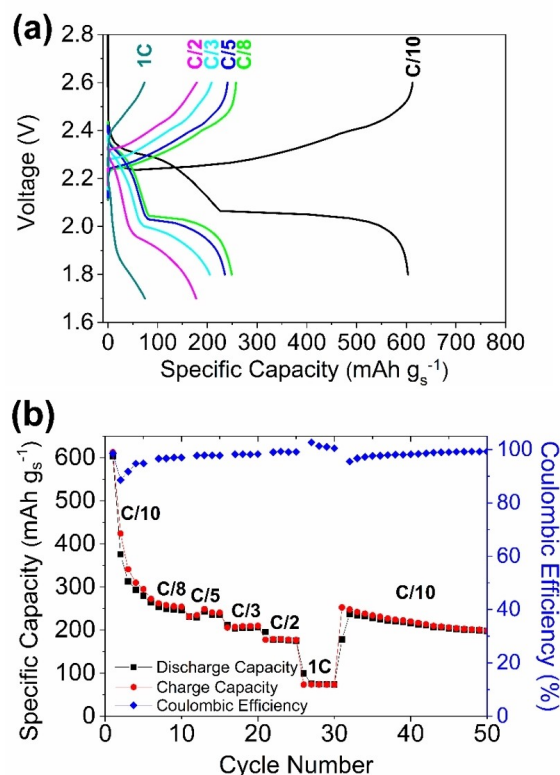 (a)
2.8
2.6
2.4
2.2
2.0
1.8
1.6
Voltage (V)
1C
C/2
C/3
C/5
C/8
C/10
0 100 200 300 400 500 600 700 800
Specific Capacity (mAh gₛ⁻¹)
(b)
600
500
400
300
200
100
0
Specific Capacity (mAh gₛ⁻¹)
C/10
C/8
C/5
C/3
C/2
1C
C/10
Discharge Capacity
Charge Capacity
Coulombic Efficiency
100
80
60
40
20
0
Coulombic Efficiency (%)
0 10 20 30 40 50
Cycle Number